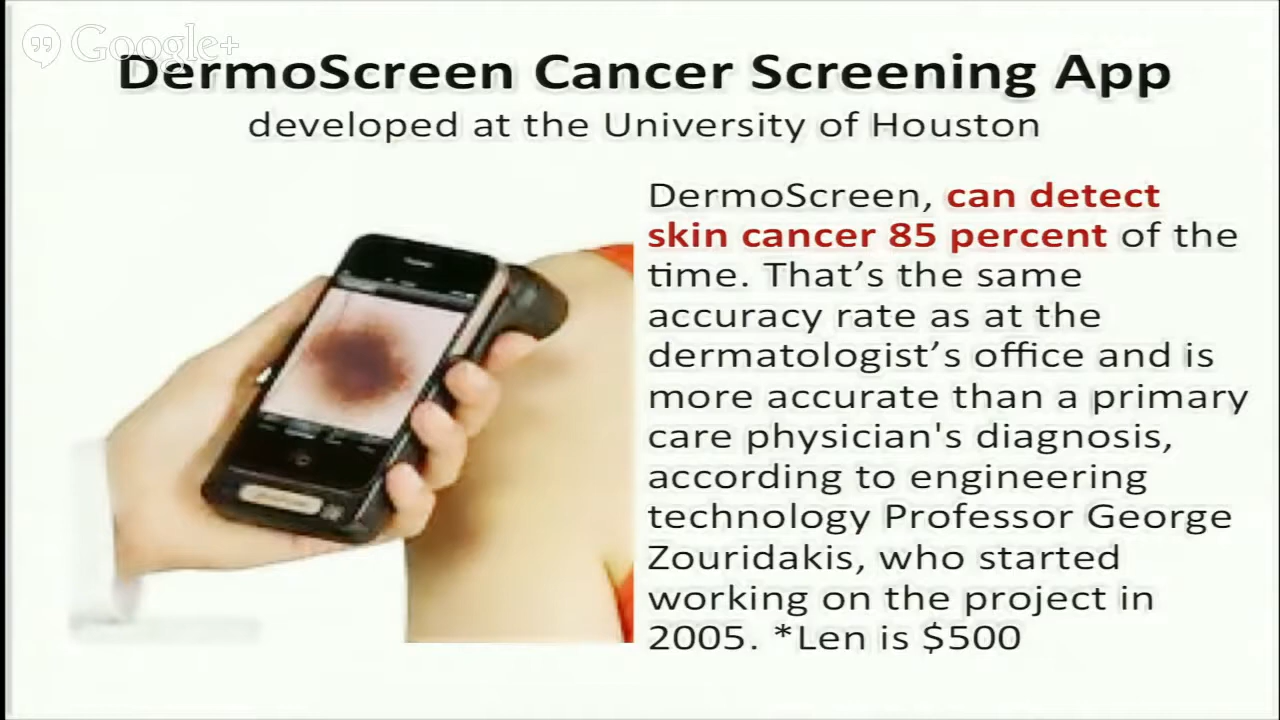 Google+
DermoScreen Cancer Screening App
developed at the University of Houston
DermoScreen, can detect
skin cancer 85 percent of the
time. That’s the same
accuracy rate as at the
dermatologist’s office and is
more accurate than a primary
care physician's diagnosis,
according to engineering
technology Professor George
Zouridakis, who started
working on the project in
2005. *Len is $500